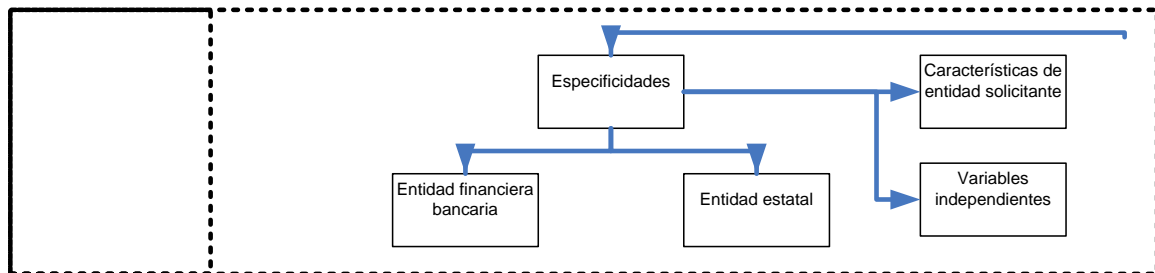 Especificidades
Características de
entidad solicitante
Entidad financiera
bancaria
Entidad estatal
Variables
independientes